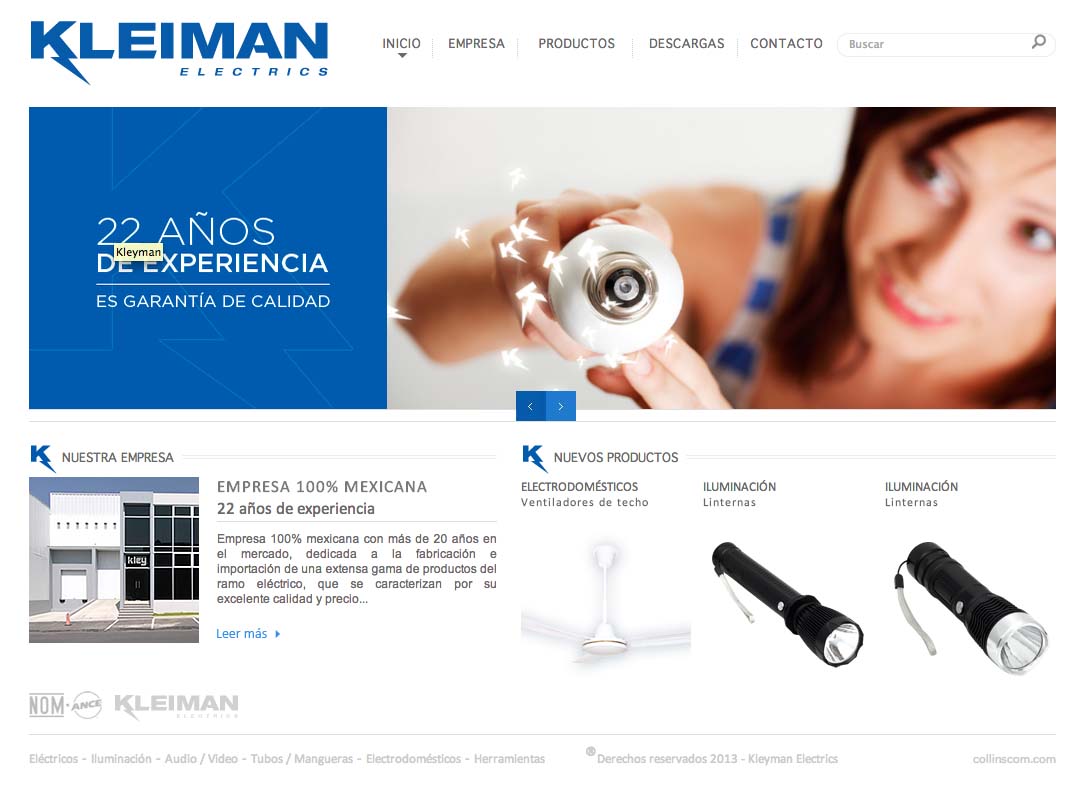 KLEIMAN
ELECTRICS
INICIO
EMPRESA
PRODUCTOS
DESCARGAS
CONTACTO
Buscar
22 AÑOS
Kleyman
DE EXPERIENCIA
ES GARANTÍA DE CALIDAD
NUESTRA EMPRESA
kley
EMPRESA 100% MEXICANA
22 años de experiencia
Empresa 100% mexicana con más de 20 años en
el mercado, dedicada a la fabricación e
importación de una extensa gama de productos del
ramo eléctrico, que se caracterizan por su
excelente calidad y precio...
Leer más
NUEVOS PRODUCTOS
ELECTRODOMÉSTICOS
Ventiladores de techo
ILUMINACIÓN
Linternas
ILUMINACIÓN
Linternas
NOM · ANCE
KLEIMAN
ELECTRICS
Eléctricos - Iluminación - Audio / Video - Tubos / Mangueras - Electrodomésticos - Herramientas
® Derechos reservados 2013 - Kleyman Electrics
collinscom.com